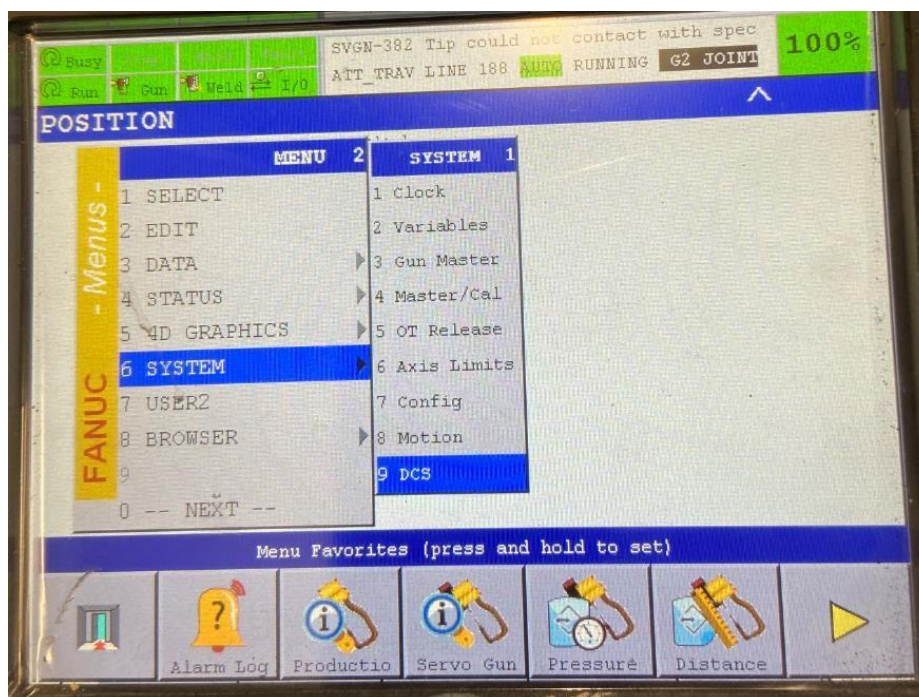 SVGN-382 Tip could not contact with spec
ATT_TRAV LINE 188 AUTO RUNNING G2 JOINT
100%
Busy
Run Gun Weld I/O
POSITION
FANUC - Menus -
MENU 2
1 SELECT
2 EDIT
3 DATA
4 STATUS
5 4D GRAPHICS
6 SYSTEM
7 USER2
8 BROWSER
9
0 -- NEXT --
SYSTEM 1
1 Clock
2 Variables
3 Gun Master
4 Master/Cal
5 OT Release
6 Axis Limits
7 Config
8 Motion
9 DCS
Menu Favorites (press and hold to set)
Alarm Log
Productio
Servo Gun
Pressure
Distance